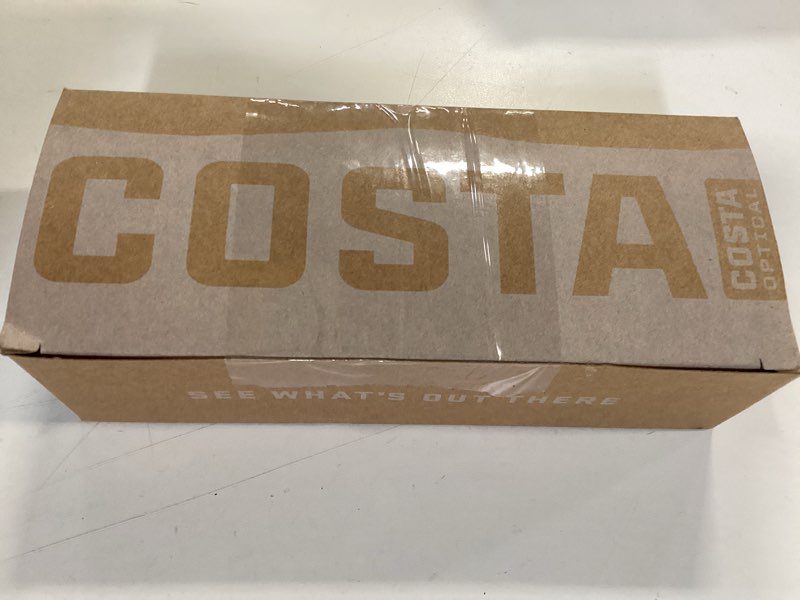 COSTA
COSTA
OPTICAL
SEE WHAT'S OUT THERE